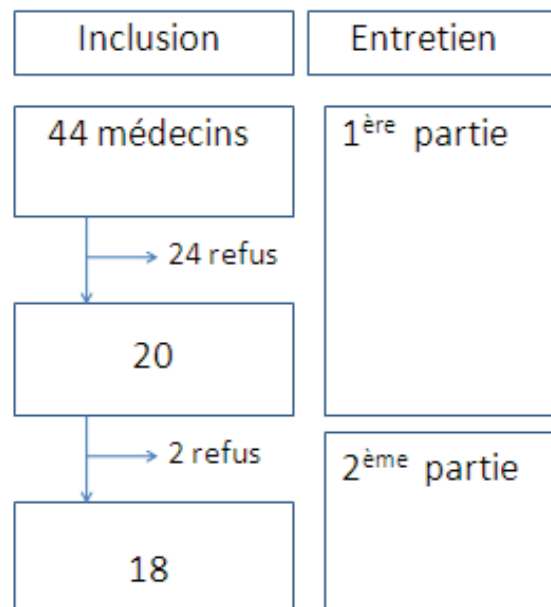 Inclusion
Entretien
44 médecins
1ère partie
24 refus
20
2 refus
2ème partie
18